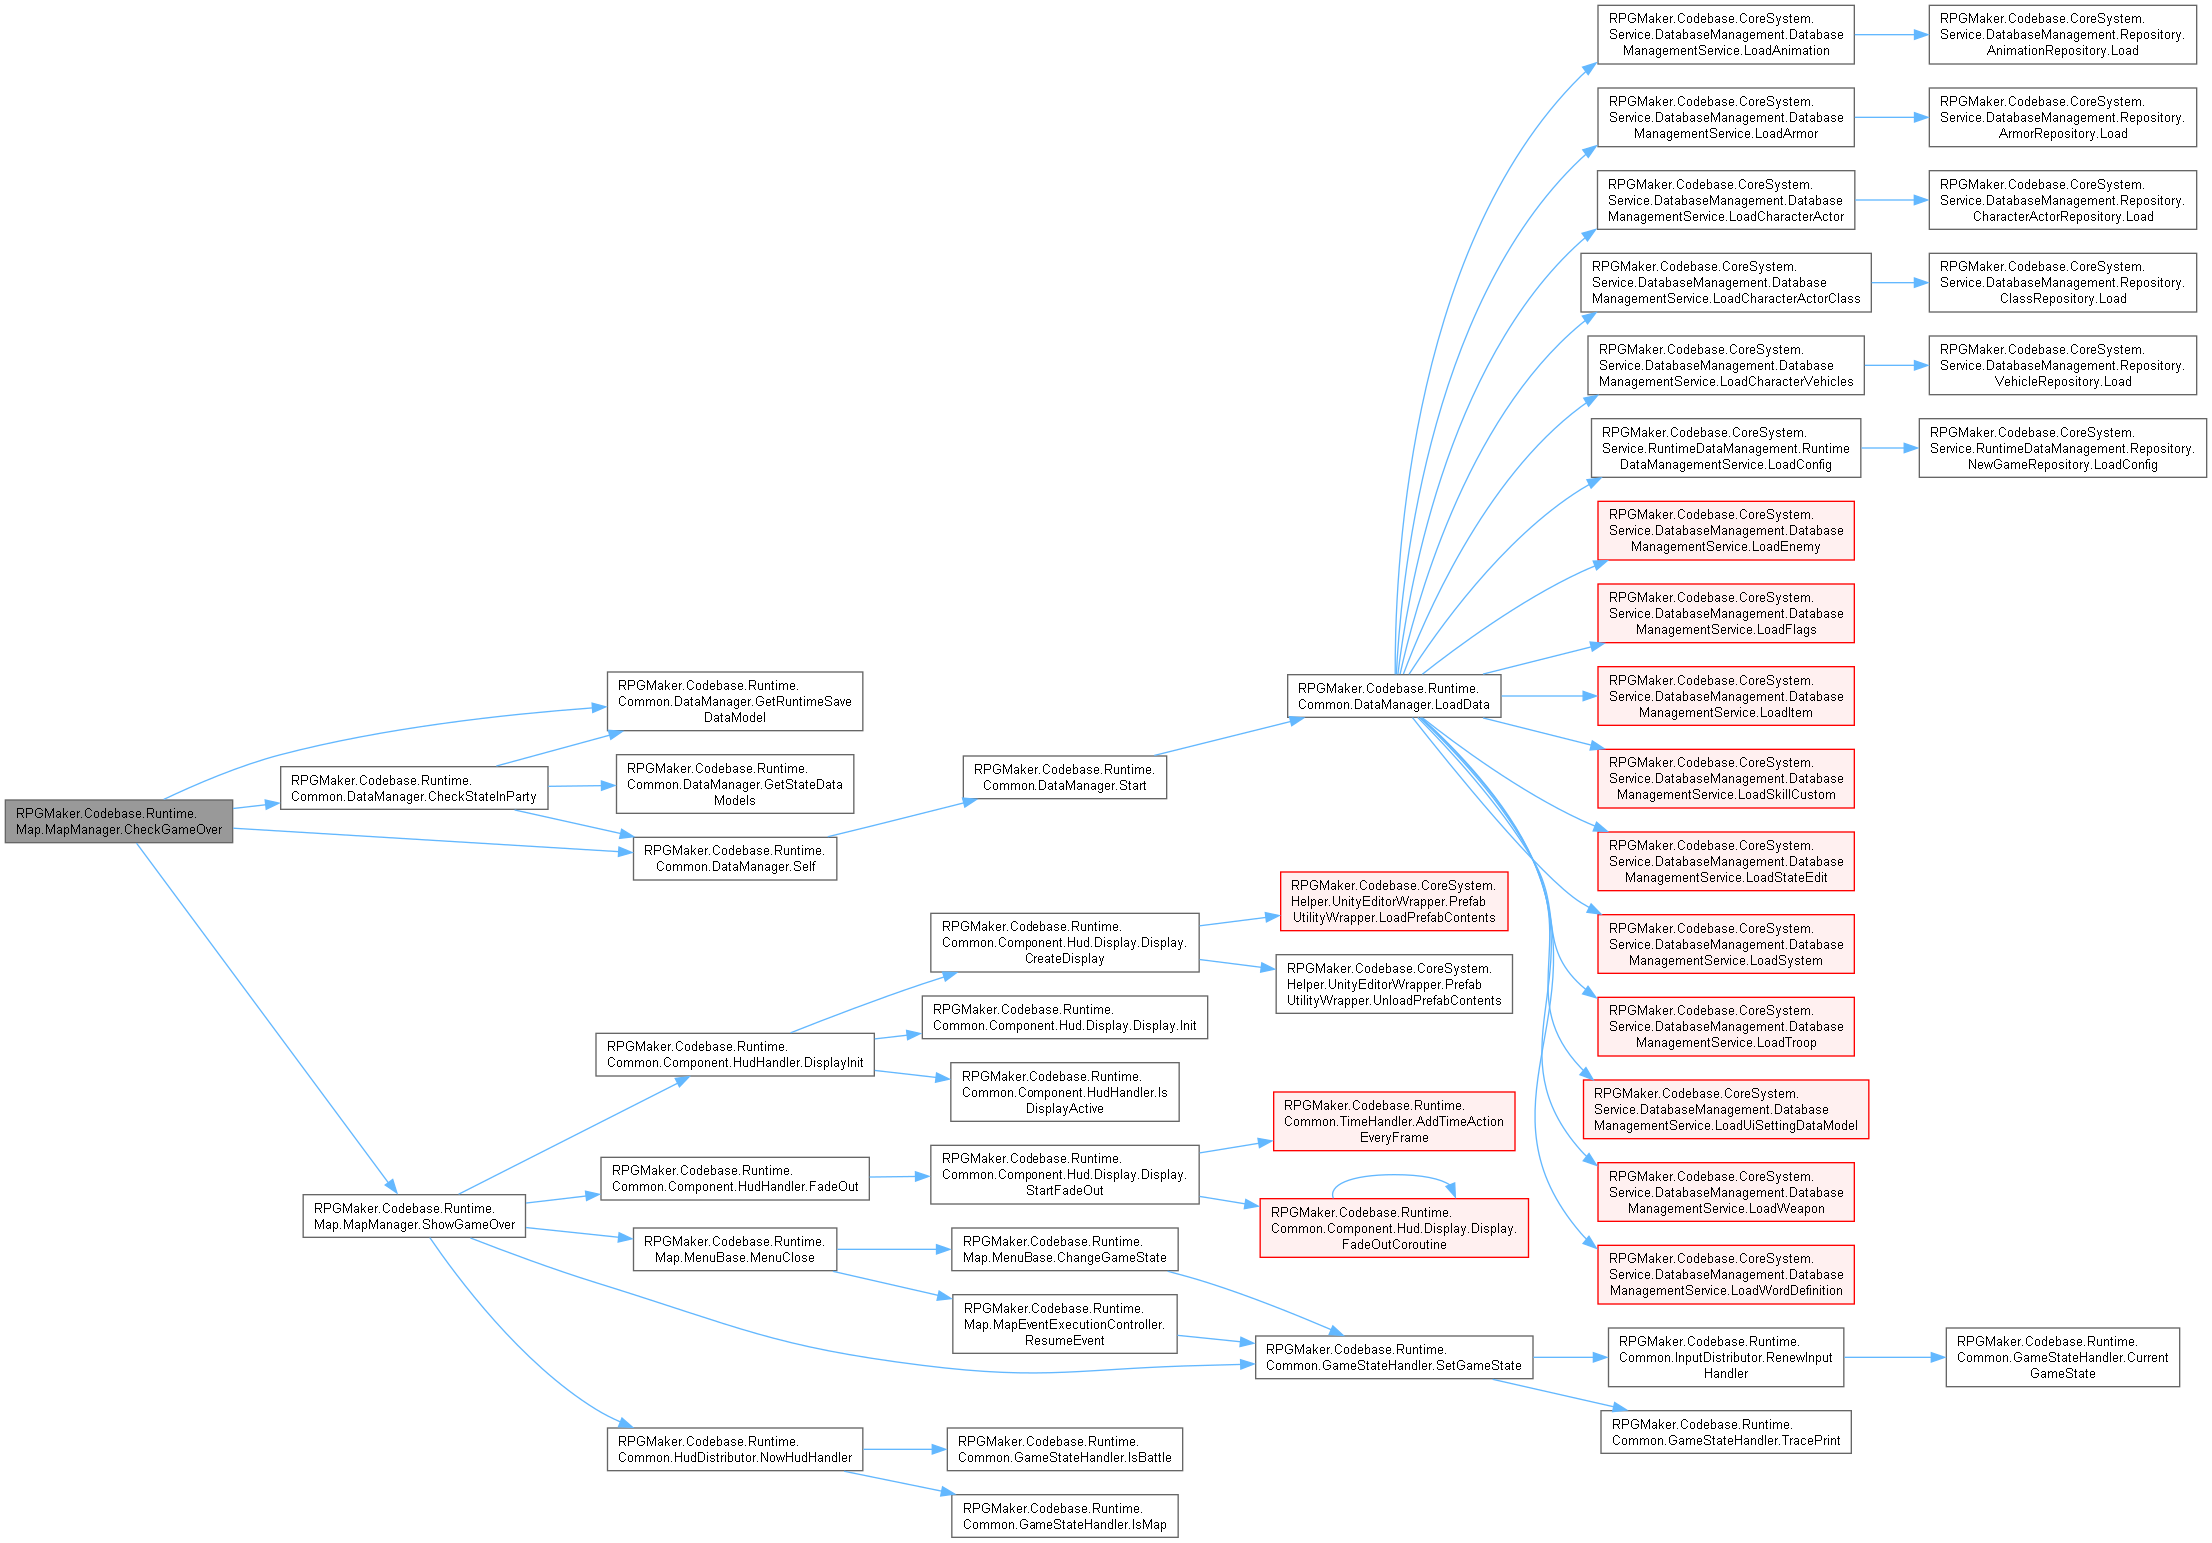 RPGMaker.Codebase.Runtime.
Map.MapManager.CheckGameOver
RPGMaker.Codebase.Runtime.
Common.DataManager.CheckStateInParty
RPGMaker.Codebase.Runtime.
Map.MapManager.ShowGameOver
RPGMaker.Codebase.Runtime.
Common.DataManager.GetRuntimeSave
DataModel
RPGMaker.Codebase.Runtime.
Common.DataManager.GetStateData
Models
RPGMaker.Codebase.Runtime.
Common.DataManager.Self
RPGMaker.Codebase.Runtime.
Common.Component.HudHandler.DisplayInit
RPGMaker.Codebase.Runtime.
Common.Component.HudHandler.FadeOut
RPGMaker.Codebase.Runtime.
Map.MenuBase.MenuClose
RPGMaker.Codebase.Runtime.
Common.HudDistributor.NowHudHandler
RPGMaker.Codebase.Runtime.
Common.DataManager.Start
RPGMaker.Codebase.Runtime.
Common.Component.Hud.Display.Display.
CreateDisplay
RPGMaker.Codebase.Runtime.
Common.Component.Hud.Display.Display.Init
RPGMaker.Codebase.Runtime.
Common.Component.HudHandler.Is
DisplayActive
RPGMaker.Codebase.Runtime.
Common.Component.Hud.Display.Display.
StartFadeOut
RPGMaker.Codebase.Runtime.
Map.MenuBase.ChangeGameState
RPGMaker.Codebase.Runtime.
Map.MapEventExecutionController.
ResumeEvent
RPGMaker.Codebase.Runtime.
Common.GameStateHandler.IsBattle
RPGMaker.Codebase.Runtime.
Common.GameStateHandler.IsMap
RPGMaker.Codebase.Runtime.
Common.DataManager.LoadData
RPGMaker.Codebase.CoreSystem.
Helper.UnityEditorWrapper.Prefab
UtilityWrapper.LoadPrefabContents
RPGMaker.Codebase.CoreSystem.
Helper.UnityEditorWrapper.Prefab
UtilityWrapper.UnloadPrefabContents
RPGMaker.Codebase.Runtime.
Common.TimeHandler.AddTimeAction
EveryFrame
RPGMaker.Codebase.Runtime.
Common.Component.Hud.Display.Display.
FadeOutCoroutine
RPGMaker.Codebase.Runtime.
Common.GameStateHandler.SetGameState
RPGMaker.Codebase.CoreSystem.
Service.DatabaseManagement.Database
ManagementService.LoadAnimation
RPGMaker.Codebase.CoreSystem.
Service.DatabaseManagement.Database
ManagementService.LoadArmor
RPGMaker.Codebase.CoreSystem.
Service.DatabaseManagement.Database
ManagementService.LoadCharacterActor
RPGMaker.Codebase.CoreSystem.
Service.DatabaseManagement.Database
ManagementService.LoadCharacterActorClass
RPGMaker.Codebase.CoreSystem.
Service.DatabaseManagement.Database
ManagementService.LoadCharacterVehicles
RPGMaker.Codebase.CoreSystem.
Service.RuntimeDataManagement.Runtime
DataManagementService.LoadConfig
RPGMaker.Codebase.CoreSystem.
Service.DatabaseManagement.Database
ManagementService.LoadEnemy
RPGMaker.Codebase.CoreSystem.
Service.DatabaseManagement.Database
ManagementService.LoadFlags
RPGMaker.Codebase.CoreSystem.
Service.DatabaseManagement.Database
ManagementService.LoadItem
RPGMaker.Codebase.CoreSystem.
Service.DatabaseManagement.Database
ManagementService.LoadSkillCustom
RPGMaker.Codebase.CoreSystem.
Service.DatabaseManagement.Database
ManagementService.LoadStateEdit
RPGMaker.Codebase.CoreSystem.
Service.DatabaseManagement.Database
ManagementService.LoadSystem
RPGMaker.Codebase.CoreSystem.
Service.DatabaseManagement.Database
ManagementService.LoadTroop
RPGMaker.Codebase.CoreSystem.
Service.DatabaseManagement.Database
ManagementService.LoadUiSettingDataModel
RPGMaker.Codebase.CoreSystem.
Service.DatabaseManagement.Database
ManagementService.LoadWeapon
RPGMaker.Codebase.CoreSystem.
Service.DatabaseManagement.Database
ManagementService.LoadWordDefinition
RPGMaker.Codebase.Runtime.
Common.InputDistributor.RenewInput
Handler
RPGMaker.Codebase.Runtime.
Common.GameStateHandler.TracePrint
RPGMaker.Codebase.CoreSystem.
Service.DatabaseManagement.Repository.
AnimationRepository.Load
RPGMaker.Codebase.CoreSystem.
Service.DatabaseManagement.Repository.
ArmorRepository.Load
RPGMaker.Codebase.CoreSystem.
Service.DatabaseManagement.Repository.
CharacterActorRepository.Load
RPGMaker.Codebase.CoreSystem.
Service.DatabaseManagement.Repository.
ClassRepository.Load
RPGMaker.Codebase.CoreSystem.
Service.DatabaseManagement.Repository.
VehicleRepository.Load
RPGMaker.Codebase.CoreSystem.
Service.RuntimeDataManagement.Repository.
NewGameRepository.LoadConfig
RPGMaker.Codebase.Runtime.
Common.GameStateHandler.Current
GameState